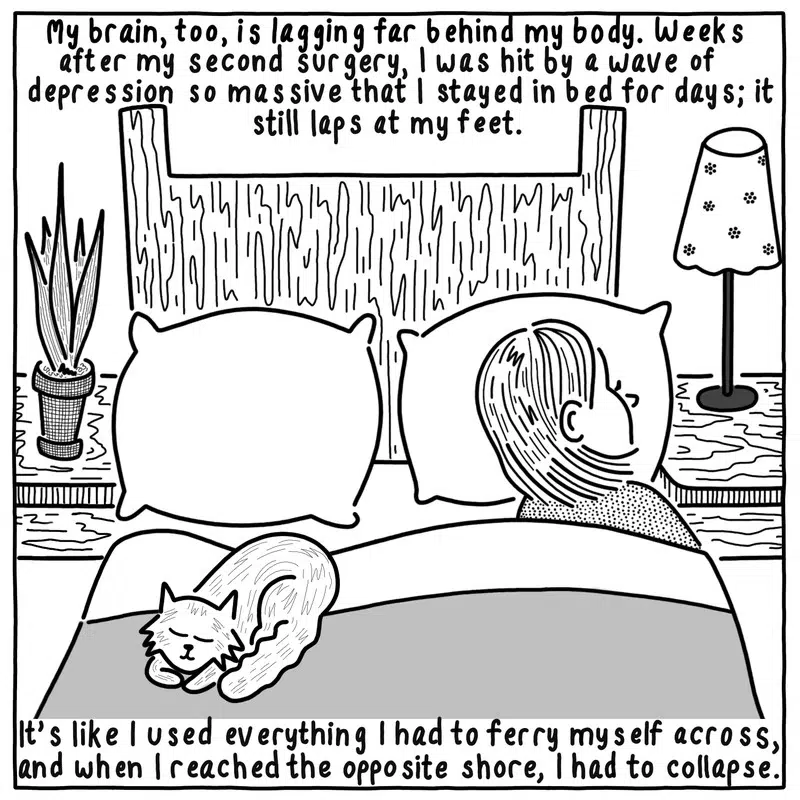 My brain, too, is lagging far behind my body. Weeks
after my second surgery, I was hit by a wave of
depression so massive that I stayed in bed for days; it
still laps at my feet.
It's like I used everything I had to ferry myself across,
and when I reached the opposite shore, I had to collapse.